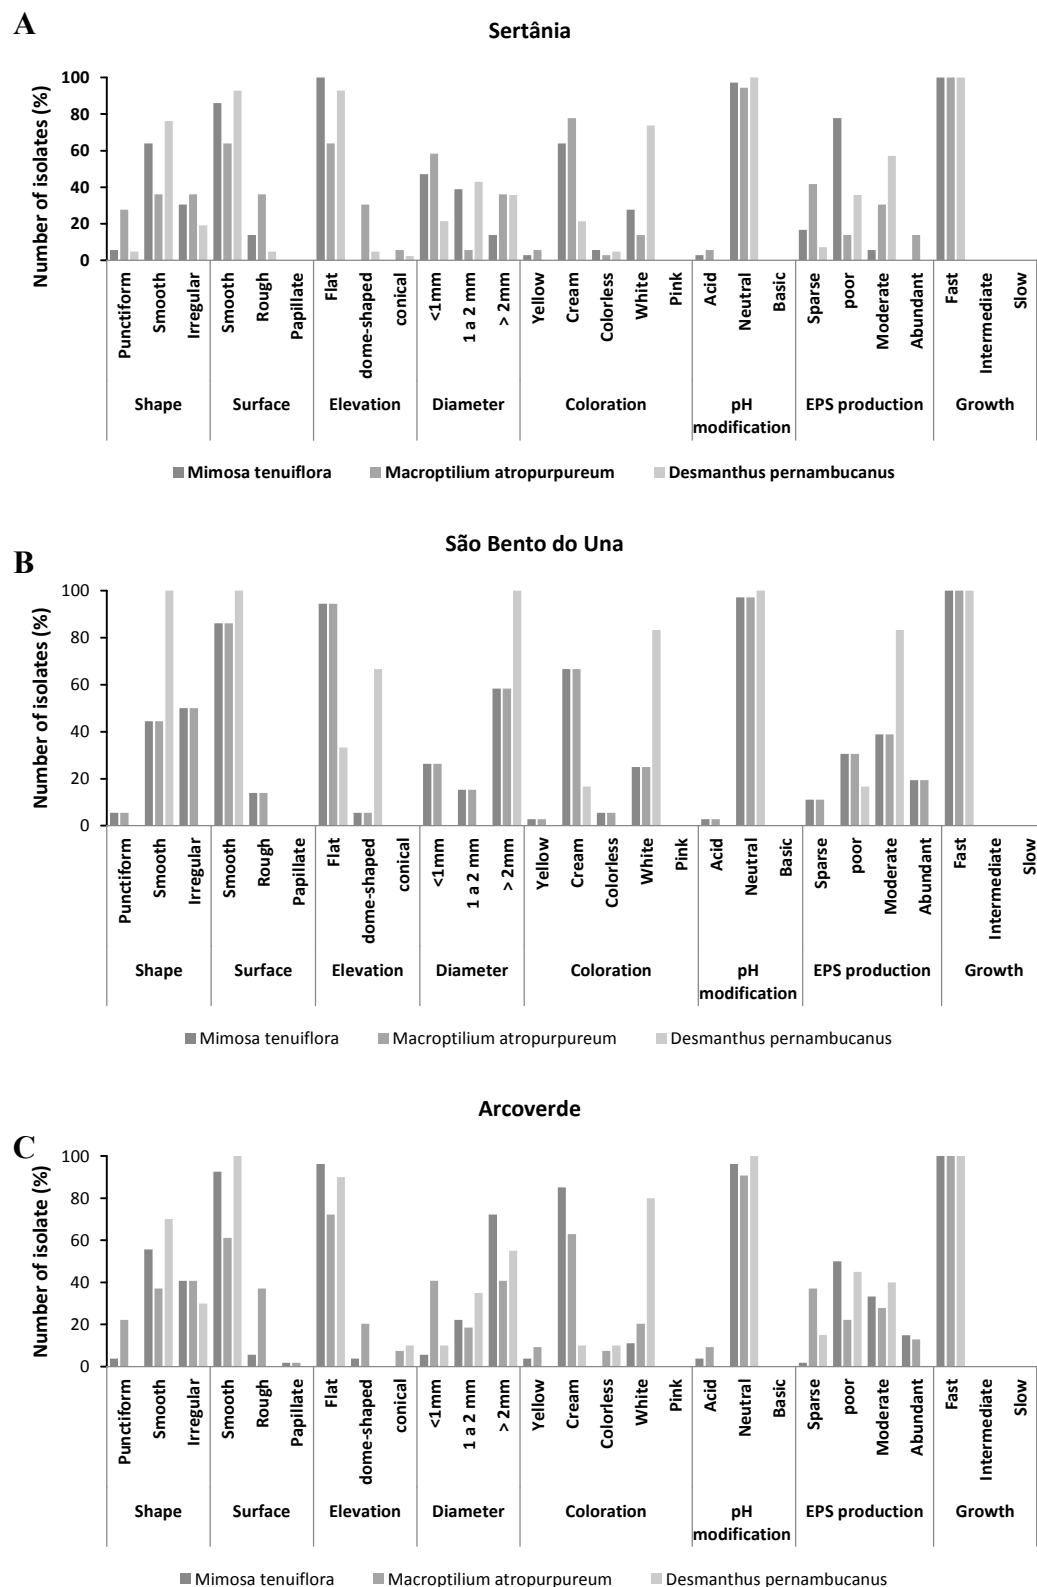 A
Sertânia
Number of isolates (%)
100
80
60
40
20
0
Punctiform
Smooth
Irregular
Smooth
Rough
Papillate
Flat
dome-shaped
conical
<1mm
1 a 2 mm
> 2mm
Yellow
Cream
Colorless
White
Pink
Acid
Neutral
Basic
Sparse
poor
Moderate
Abundant
Fast
Intermediate
Slow
Shape Surface Elevation Diameter Coloration pH modification EPS production Growth
Mimosa tenuiflora Macroptilium atropurpureum Desmanthus pernambucanus
B
São Bento do Una
Number of isolates (%)
100
80
60
40
20
0
Punctiform
Smooth
Irregular
Smooth
Rough
Papillate
Flat
dome-shaped
conical
<1mm
1 a 2 mm
> 2mm
Yellow
Cream
Colorless
White
Pink
Acid
Neutral
Basic
Sparse
poor
Moderate
Abundant
Fast
Intermediate
Slow
Shape Surface Elevation Diameter Coloration pH modification EPS production Growth
Mimosa tenuiflora Macroptilium atropurpureum Desmanthus pernambucanus
C
Arcoverde
Number of isolate (%)
100
80
60
40
20
0
Punctiform
Smooth
Irregular
Smooth
Rough
Papillate
Flat
dome-shaped
conical
<1mm
1 a 2 mm
> 2mm
Yellow
Cream
Colorless
White
Pink
Acid
Neutral
Basic
Sparse
poor
Moderate
Abundant
Fast
Intermediate
Slow
Shape Surface Elevation Diameter Coloration pH modification EPS production Growth
Mimosa tenuiflora Macroptilium atropurpureum Desmanthus pernambucanus